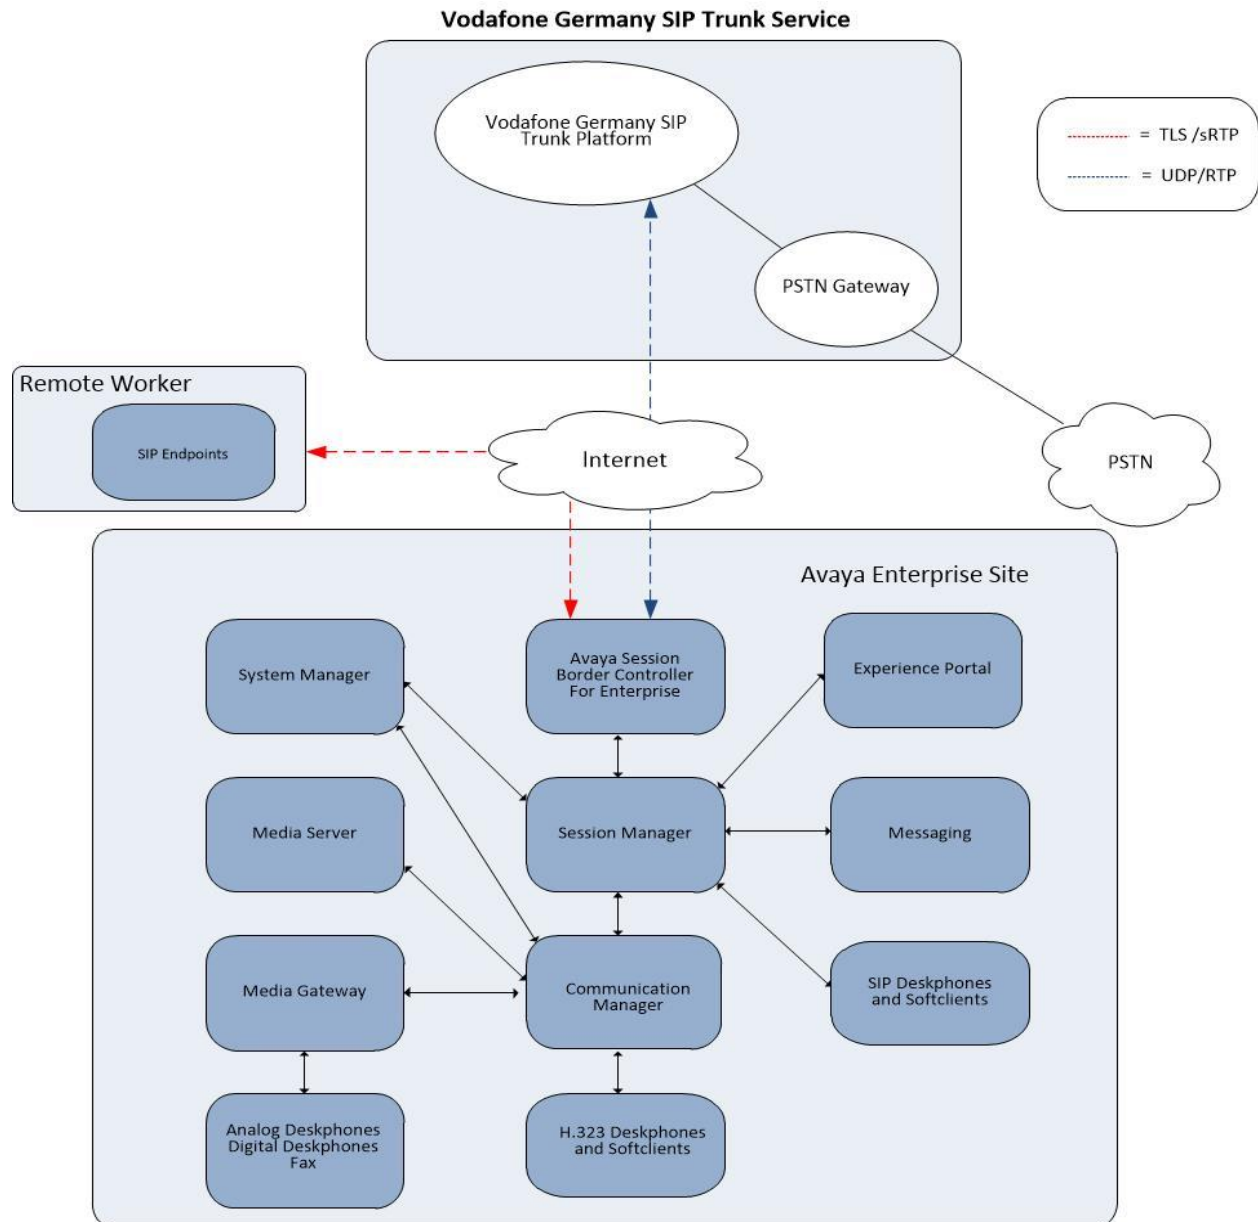 Vodafone Germany SIP Trunk Service
Vodafone Germany SIP
Trunk Platform
= TLS /sRTP
= UDP/RTP
PSTN Gateway
Remote Worker
SIP Endpoints
Internet
PSTN
Avaya Enterprise Site
System Manager
Avaya Session
Border Controller
For Enterprise
Experience Portal
Media Server
Session Manager
Messaging
Media Gateway
Communication
Manager
SIP Deskphones
and Softclients
Analog Deskphones
Digital Deskphones
Fax
H.323 Deskphones
and Softclients